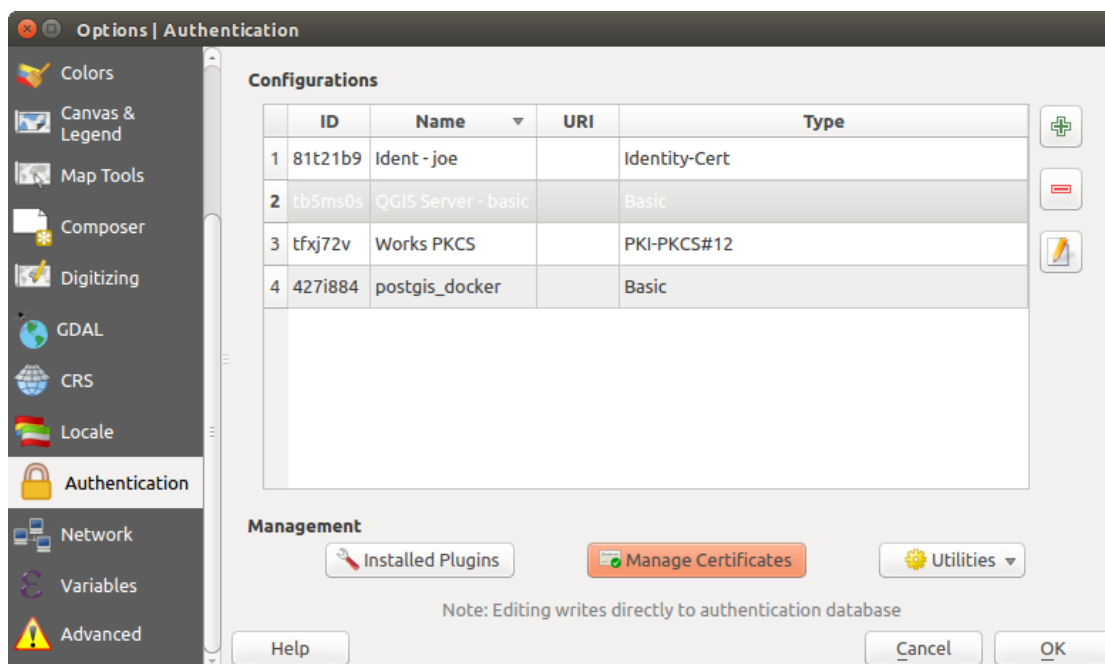 Options | Authentication
Colors
Canvas &
Legend
Map Tools
Composer
Digitizing
GDAL
CRS
Locale
Authentication
Network
Variables
Advanced
Configurations
ID Name URI Type
1 81t21b9 Ident - joe Identity-Cert
2 tb5ms0s QGIS Server - basic Basic
3 tfxj72v Works PKCS PKI-PKCS#12
4 427i884 postgis_docker Basic
Management
Installed Plugins Manage Certificates Utilities
Note: Editing writes directly to authentication database
Help Cancel OK